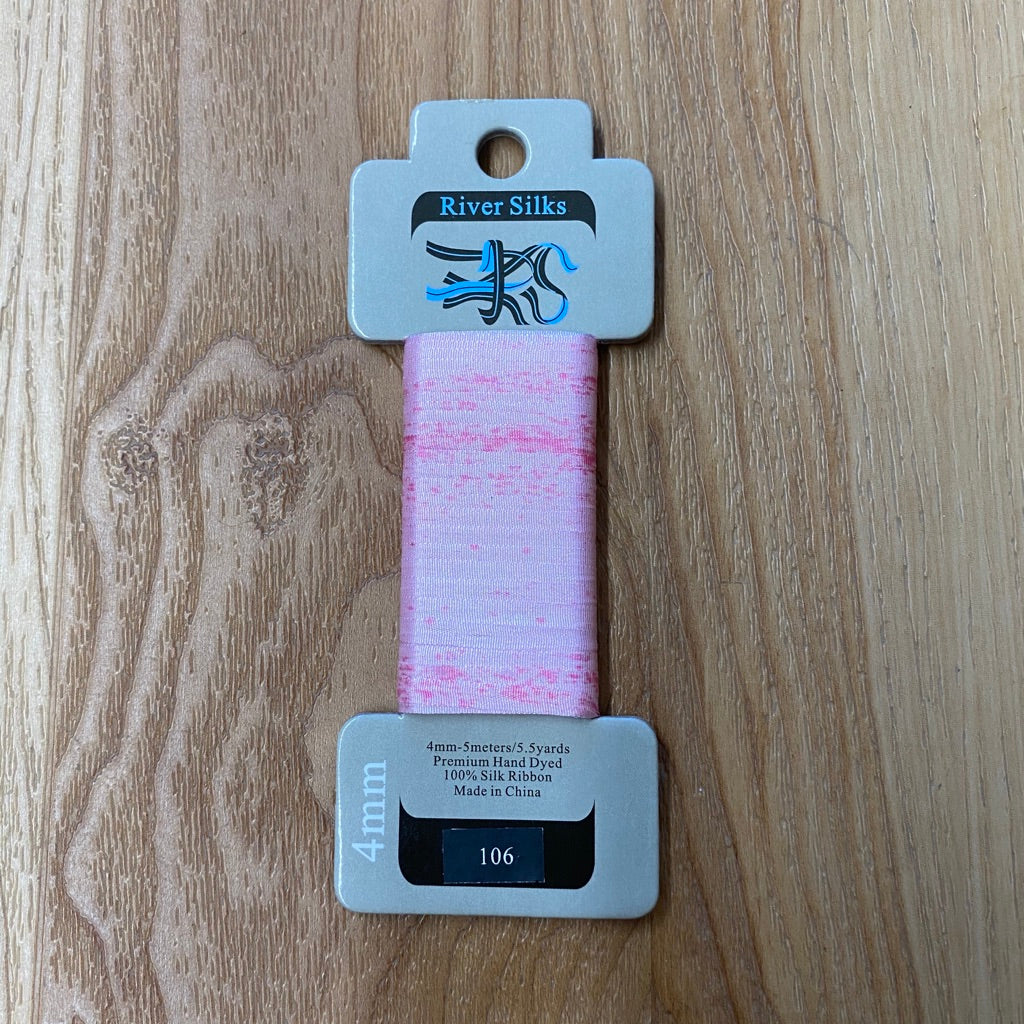 River Silks
4mm-5meters/5.5yards
Premium Hand Dyed
100% Silk Ribbon
Made in China
4mm
106